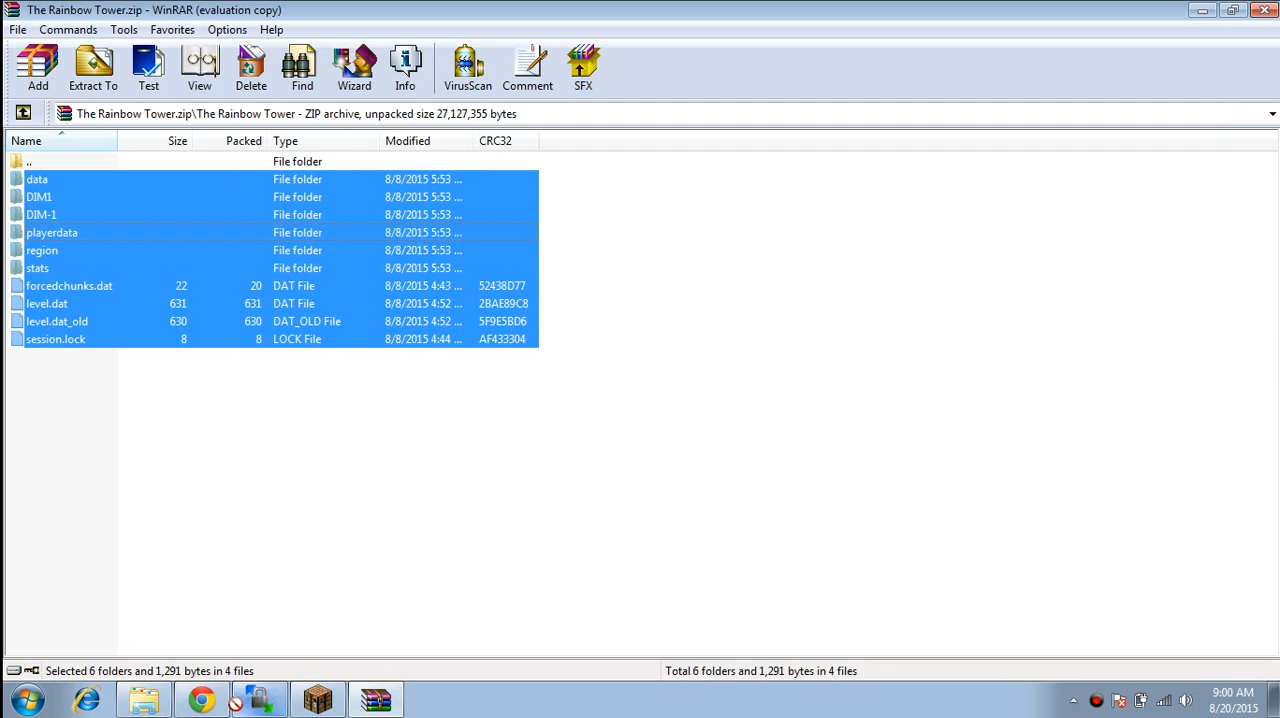 The Rainbow Tower.zip - WinRAR (evaluation copy)
File Commands Tools Favorites Options Help
Add Extract To Test View Delete Find Wizard Info VirusScan Comment SFX
The Rainbow Tower.zip\The Rainbow Tower - ZIP archive, unpacked size 27,127,355 bytes
Name Size Packed Type Modified CRC32
.. File folder
data File folder 8/8/2015 5:53 ...
DIM1 File folder 8/8/2015 5:53 ...
DIM-1 File folder 8/8/2015 5:53 ...
playerdata File folder 8/8/2015 5:53 ...
region File folder 8/8/2015 5:53 ...
stats File folder 8/8/2015 5:53 ...
forcedchunks.dat 22 20 DAT File 8/8/2015 4:43 ... 52438D77
level.dat 631 631 DAT File 8/8/2015 4:52 ... 2BAE89C8
level.dat_old 630 630 DAT_OLD File 8/8/2015 4:52 ... 5F9E5BD6
session.lock 8 8 LOCK File 8/8/2015 4:44 ... AF433304
Selected 6 folders and 1,291 bytes in 4 files Total 6 folders and 1,291 bytes in 4 files
9:00 AM
8/20/2015